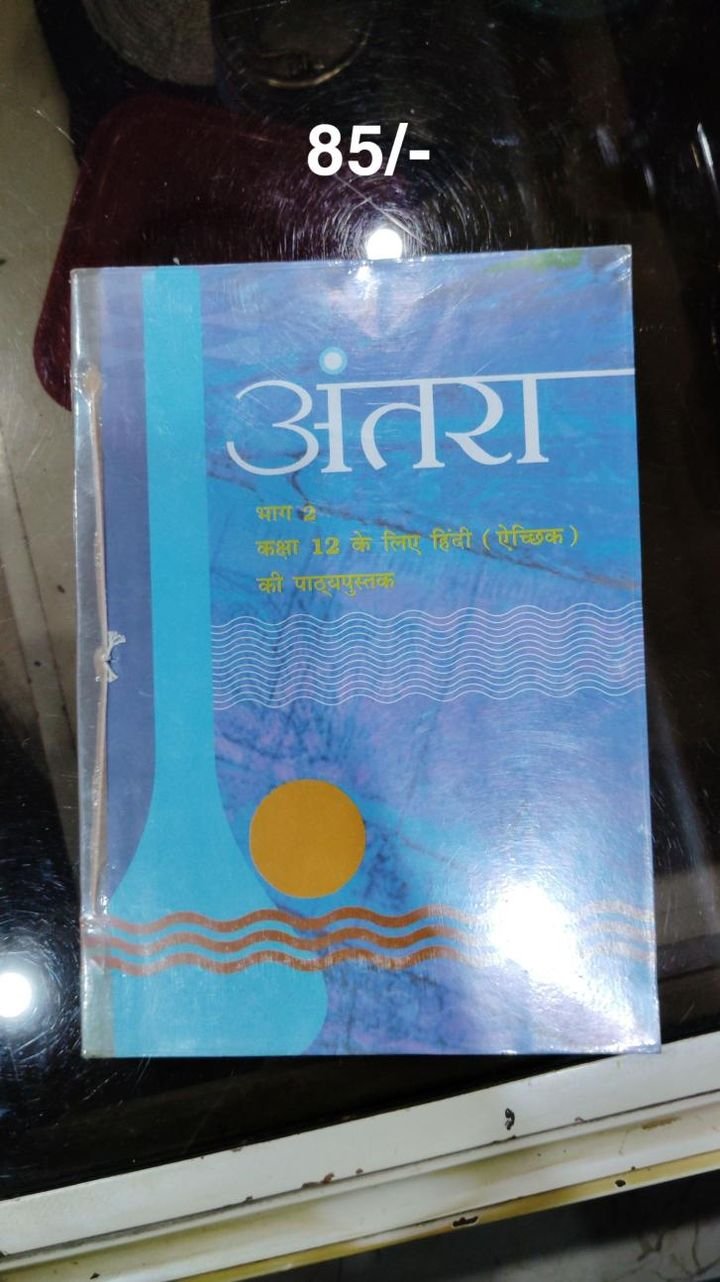 85/-
अंतरा
भाग 2
कक्षा 12 के लिए हिंदी (ऐच्छिक)
की पाठ्यपुस्तक